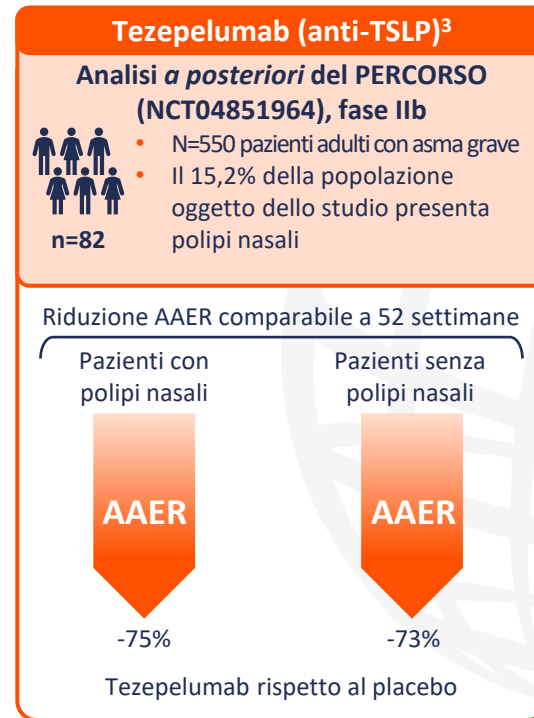 Tezepelumab (anti-TSLP)³
Analisi a posteriori del PERCORSO
(NCT04851964), fase IIb
• N=550 pazienti adulti con asma grave
• Il 15,2% della popolazione
oggetto dello studio presenta
polipi nasali
n=82
Riduzione AAER comparabile a 52 settimane
Pazienti con
polipi nasali
Pazienti senza
polipi nasali
AAER
AAER
-75%
-73%
Tezepelumab rispetto al placebo